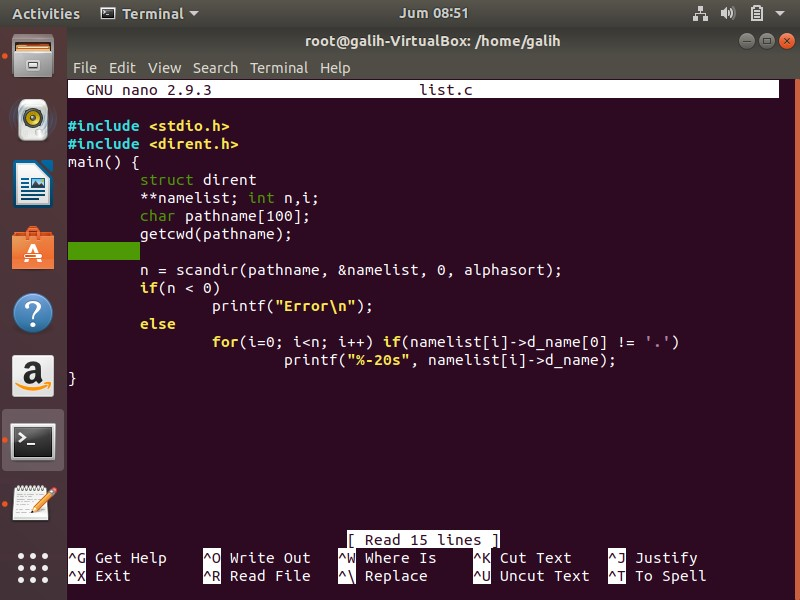 Activities Terminal Jum 08:51
root@galih-VirtualBox: /home/galih
File Edit View Search Terminal Help
GNU nano 2.9.3 list.c
#include <stdio.h>
#include <dirent.h>
main() {
struct dirent
**namelist; int n,i;
char pathname[100];
getcwd(pathname);
n = scandir(pathname, &namelist, 0, alphasort);
if(n < 0)
printf("Error\n");
else
for(i=0; i<n; i++) if(namelist[i]->d_name[0] != '.')
printf("%-20s", namelist[i]->d_name);
}
[ Read 15 lines ]
^G Get Help ^O Write Out ^W Where Is ^K Cut Text ^J Justify
^X Exit ^R Read File ^\ Replace ^U Uncut Text ^T To Spell